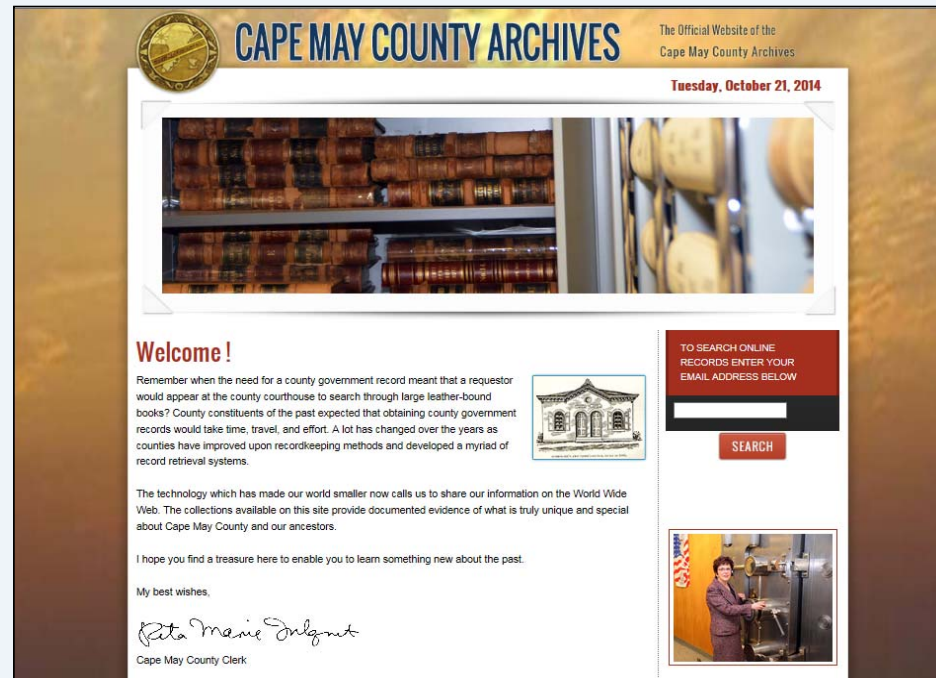 CAPE MAY COUNTY ARCHIVES
The Official Website of the
Cape May County Archives
Tuesday, October 21, 2014
Welcome !
Remember when the need for a county government record meant that a requestor
would appear at the county courthouse to search through large leather-bound
books? County constituents of the past expected that obtaining county government
records would take time, travel, and effort. A lot has changed over the years as
counties have improved upon recordkeeping methods and developed a myriad of
record retrieval systems.
The technology which has made our world smaller now calls us to share our information on the World Wide
Web. The collections available on this site provide documented evidence of what is truly unique and special
about Cape May County and our ancestors.
I hope you find a treasure here to enable you to learn something new about the past.
My best wishes,
Rita Marie
Cape May County Clerk
TO SEARCH ONLINE
RECORDS ENTER YOUR
EMAIL ADDRESS BELOW
SEARCH